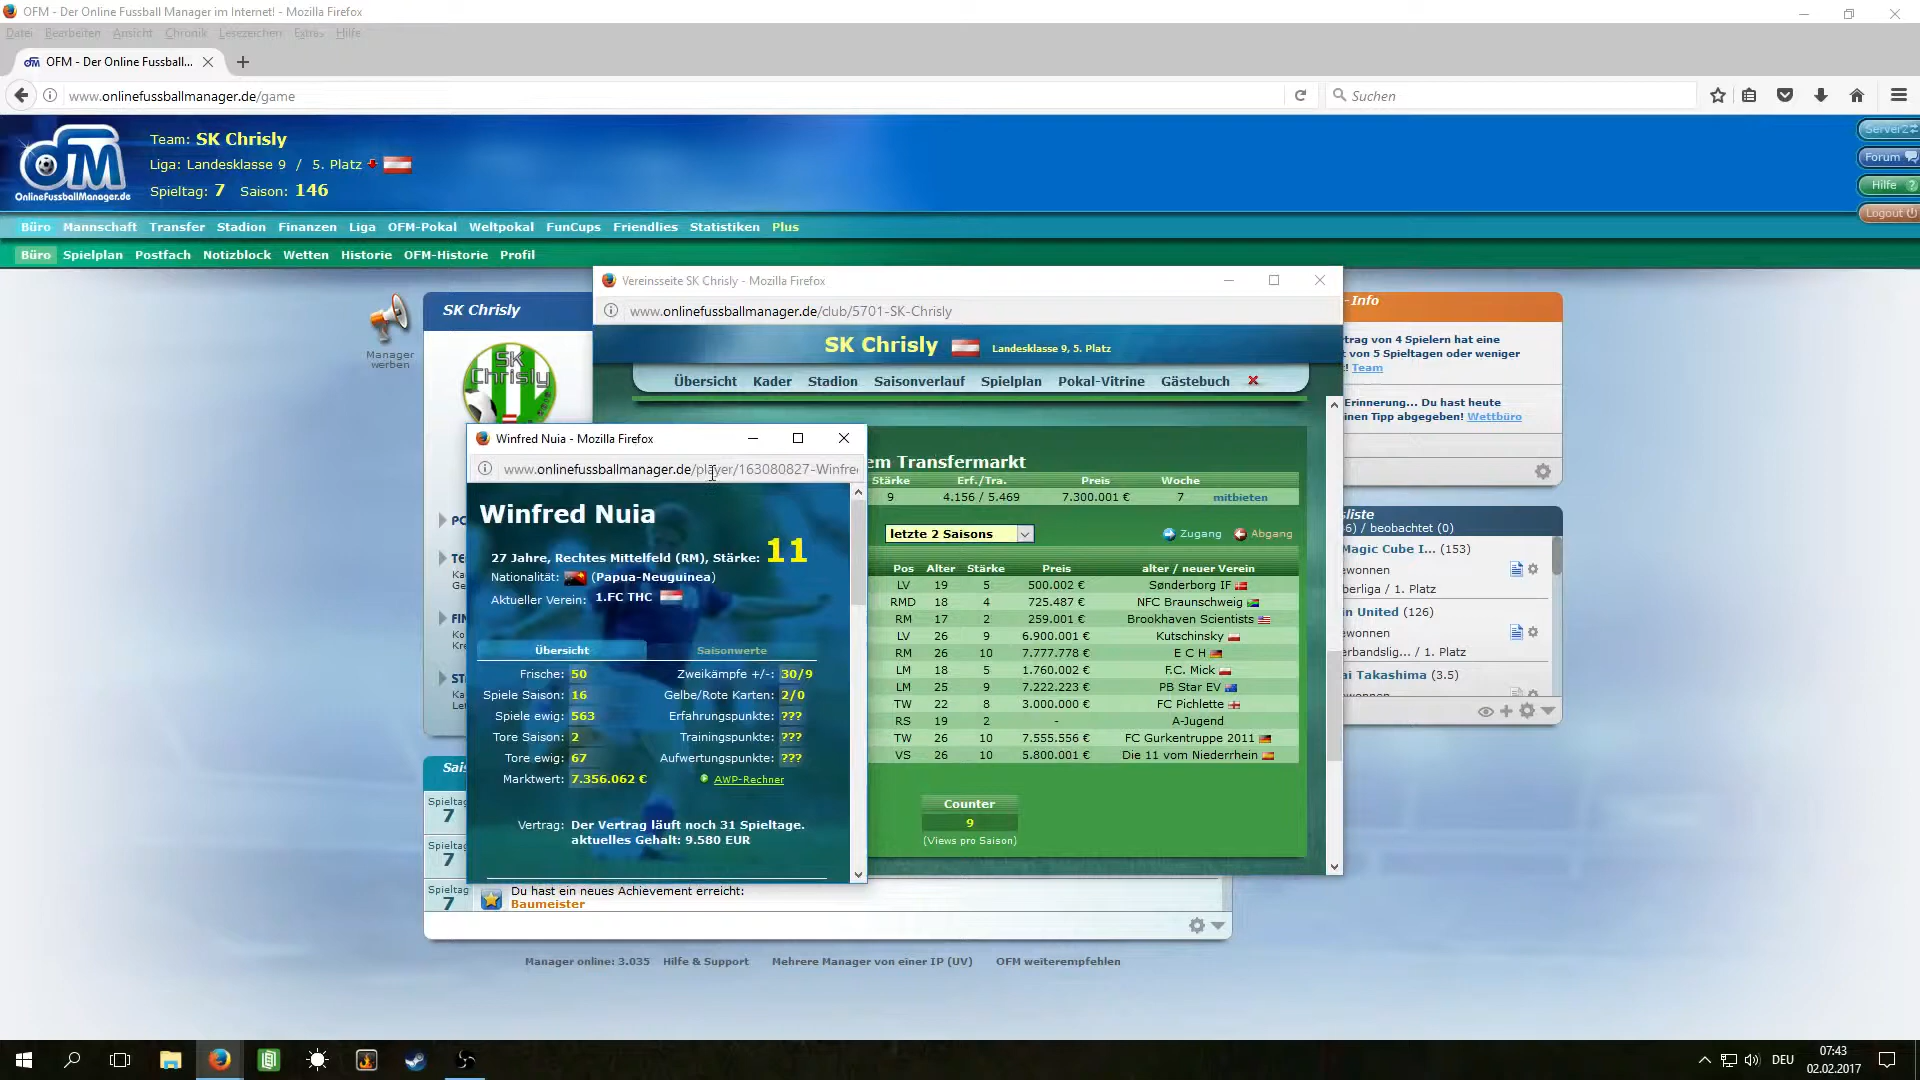 OFM - Der Online Fussball Manager im Internet! - Mozilla Firefox
Datei Bearbeiten Ansicht Chronik Lesezeichen Extras Hilfe
OFM - Der Online Fussball...
www.onlinefussballmanager.de/game
Suchen
OnlineFussballManager.de
Team: SK Chrisly
Liga: Landesklasse 9 / 5. Platz
Spieltag: 7 Saison: 146
Server2
Forum
Hilfe
Logout
Büro Mannschaft Transfer Stadion Finanzen Liga OFM-Pokal Weltpokal FunCups Friendlies Statistiken Plus
Büro Spielplan Postfach Notizblock Wetten Historie OFM-Historie Profil
Manager
werben
SK Chrisly
SK
Chrisly
Vereinsseite SK Chrisly - Mozilla Firefox
www.onlinefussballmanager.de/club/5701-SK-Chrisly
SK Chrisly Landesklasse 9, 5. Platz
Übersicht Kader Stadion Saisonverlauf Spielplan Pokal-Vitrine Gästebuch
em Transfermarkt
Stärke Erf./Tra. Preis Woche
9 4.156 / 5.469 7.300.001 € 7 mitbieten
letzte 2 Saisons Zugang Abgang
Pos Alter Stärke Preis alter / neuer Verein
LV 19 5 500.002 € Sønderborg IF
RMD 18 4 725.487 € NFC Braunschweig
RM 17 2 259.001 € Brookhaven Scientists
LV 26 9 6.900.001 € Kutschinsky
RM 26 10 7.777.778 € E C H
LM 18 5 1.760.002 € F.C. Mick
LM 25 9 7.222.223 € PB Star EV
TW 22 8 3.000.000 € FC Pichlette
RS 19 2 - A-Jugend
TW 26 10 7.555.556 € FC Gurkentruppe 2011
VS 26 10 5.800.001 € Die 11 vom Niederrhein
Counter
9
(Views pro Saison)
Winfred Nuia - Mozilla Firefox
www.onlinefussballmanager.de/player/163080827-Winfre
Winfred Nuia
27 Jahre, Rechtes Mittelfeld (RM), Stärke: 11
Nationalität: (Papua-Neuguinea)
Aktueller Verein: 1.FC THC
Übersicht Saisonwerte
Frische: 50 Zweikämpfe +/-: 30/9
Spiele Saison: 16 Gelbe/Rote Karten: 2/0
Spiele ewig: 563 Erfahrungspunkte: ???
Tore Saison: 2 Trainingspunkte: ???
Tore ewig: 67 Aufwertungspunkte: ???
Marktwert: 7.356.062 € AWP-Rechner
Vertrag: Der Vertrag läuft noch 31 Spieltage.
aktuelles Gehalt: 9.580 EUR
PC
TE
Ka
Ge
FIN
Ko
Kre
ST
Le
Sai
Spieltag
7
Spieltag
7
Spieltag
7
Du hast ein neues Achievement erreicht:
Baumeister
-Info
trag von 4 Spielern hat eine
t von 5 Spieltagen oder weniger
! Team
Erinnerung... Du hast heute
inen Tipp abgegeben! Wettbüro
sliste
6) / beobachtet (0)
Magic Cube I... (153)
ewonnen
berliga / 1. Platz
in United (126)
ewonnen
erbandslig... / 1. Platz
ai Takashima (3.5)
Manager online: 3.035 Hilfe & Support Mehrere Manager von einer IP (UV) OFM weiterempfehlen
DEU
07:43
02.02.2017